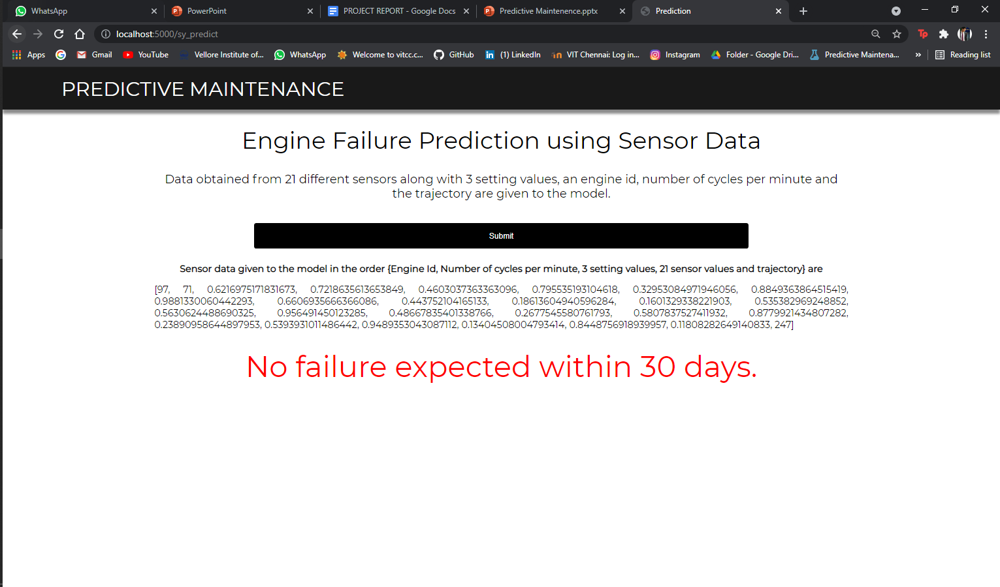 WhatsApp
PowerPoint
PROJECT REPORT - Google Docs
Predictive Maintenence.pptx
Prediction
localhost:5000/sy_predict
Apps
Gmail
YouTube
Vellore Institute of...
WhatsApp
Welcome to vitcc.c...
GitHub
(1) LinkedIn
VIT Chennai: Log in...
Instagram
Folder - Google Dri...
Predictive Maintena...
»
Reading list
PREDICTIVE MAINTENANCE
Engine Failure Prediction using Sensor Data
Data obtained from 21 different sensors along with 3 setting values, an engine id, number of cycles per minute and
the trajectory are given to the model.
Submit
Sensor data given to the model in the order {Engine Id, Number of cycles per minute, 3 setting values, 21 sensor values and trajectory} are
[97, 71, 0.6216975171831673, 0.7218635613653849, 0.4603037363363096, 0.795535193104618, 0.32953084971946056, 0.8849363864515419,
0.9881330060442293, 0.6606935666366086, 0.443752104165133, 0.18613604940596284, 0.1601329338221903, 0.535382969248852,
0.5630624488690325, 0.956491450123285, 0.48667835401338766, 0.2677545580761793, 0.5807837527411932, 0.8779921434807282,
0.23890958644897953, 0.5393931011486442, 0.9489353043087112, 0.13404508004793414, 0.8448756918939957, 0.11808282649140833, 247]
No failure expected within 30 days.